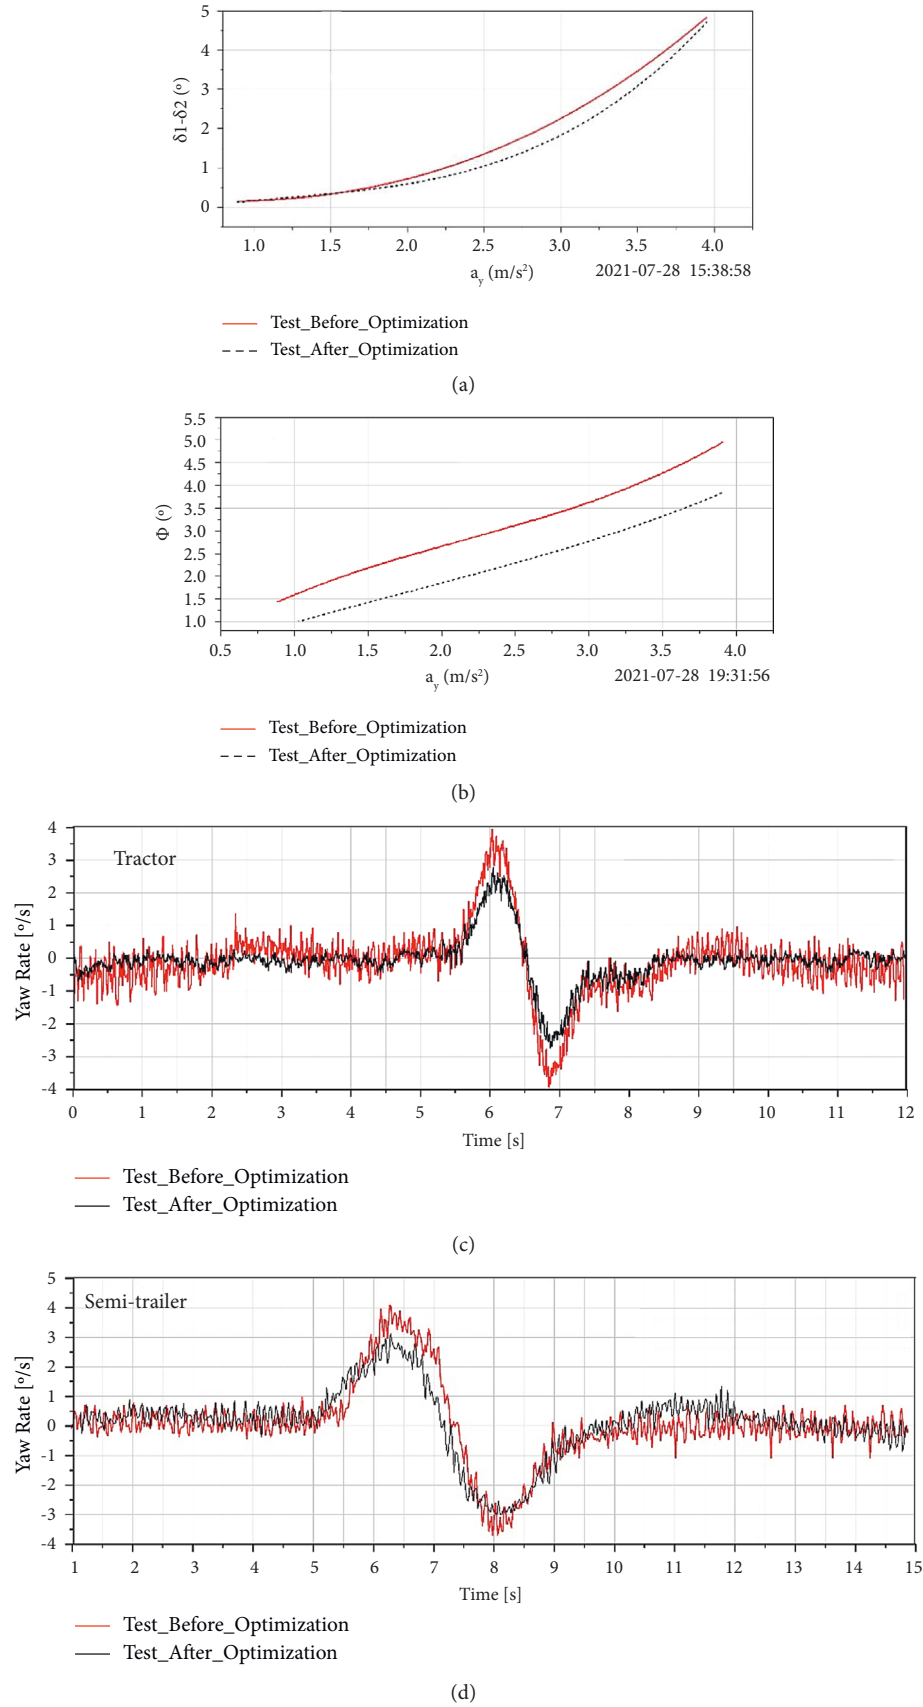 5
4
3
2
1
0
δ1-δ2 (º)
1.0 1.5 2.0 2.5 3.0 3.5 4.0
a_y (m/s²) 2021-07-28 15:38:58
Test_Before_Optimization
Test_After_Optimization
(a)
5.5
5.0
4.5
4.0
3.5
3.0
2.5
2.0
1.5
1.0
Φ (º)
0.5 1.0 1.5 2.0 2.5 3.0 3.5 4.0
a_y (m/s²) 2021-07-28 19:31:56
Test_Before_Optimization
Test_After_Optimization
(b)
4
3
2
1
0
-1
-2
-3
-4
Yaw Rate [º/s]
Tractor
0 1 2 3 4 5 6 7 8 9 10 11 12
Time [s]
Test_Before_Optimization
Test_After_Optimization
(c)
5
4
3
2
1
0
-1
-2
-3
-4
Yaw Rate [º/s]
Semi-trailer
1 2 3 4 5 6 7 8 9 10 11 12 13 14 15
Time [s]
Test_Before_Optimization
Test_After_Optimization
(d)